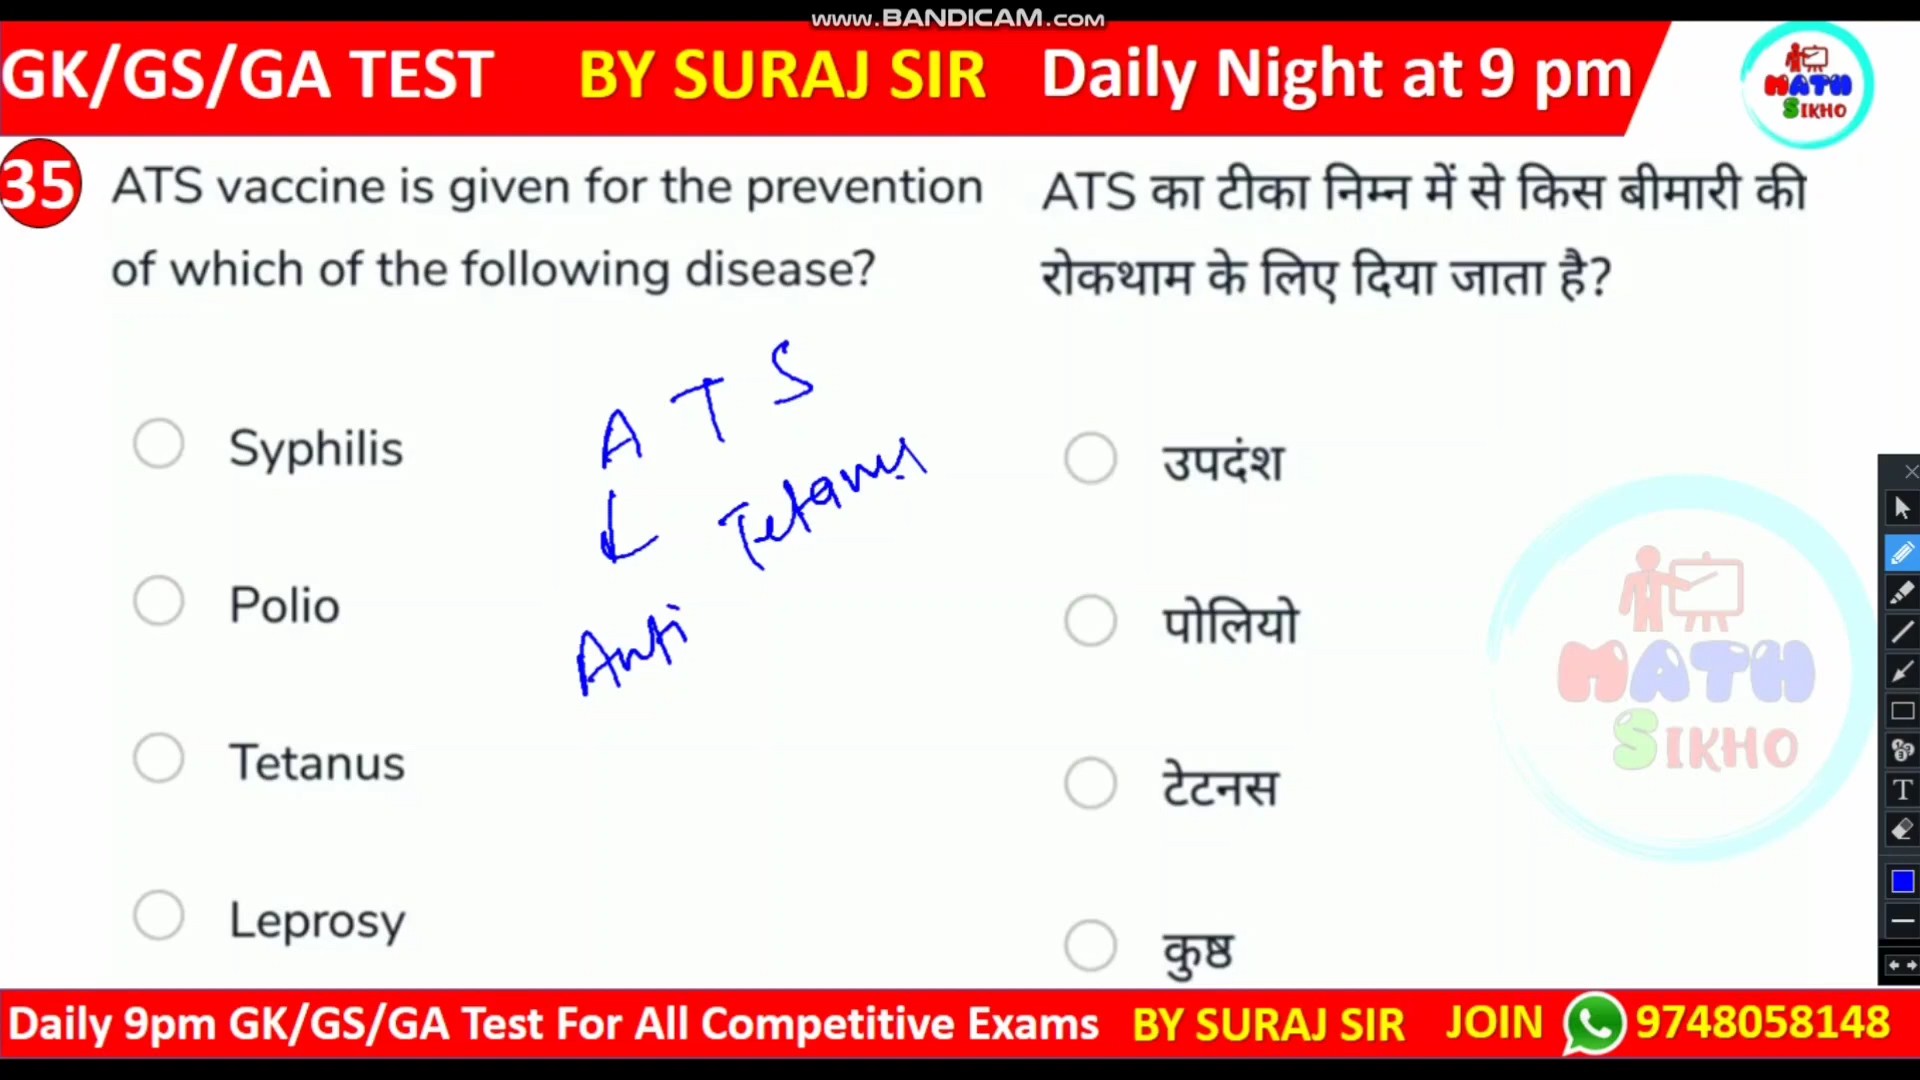 www.BANDICAM.com
GK/GS/GA TEST BY SURAJ SIR Daily Night at 9 pm
MATH
SIKHO
35
ATS vaccine is given for the prevention
of which of the following disease?
ATS का टीका निम्न में से किस बीमारी की
रोकथाम के लिए दिया जाता है?
A T S
Tetanus
Anti
Syphilis
Polio
Tetanus
Leprosy
उपदंश
पोलियो
टेटनस
कुष्ठ
MATH
SIKHO
T
Daily 9pm GK/GS/GA Test For All Competitive Exams BY SURAJ SIR JOIN 9748058148